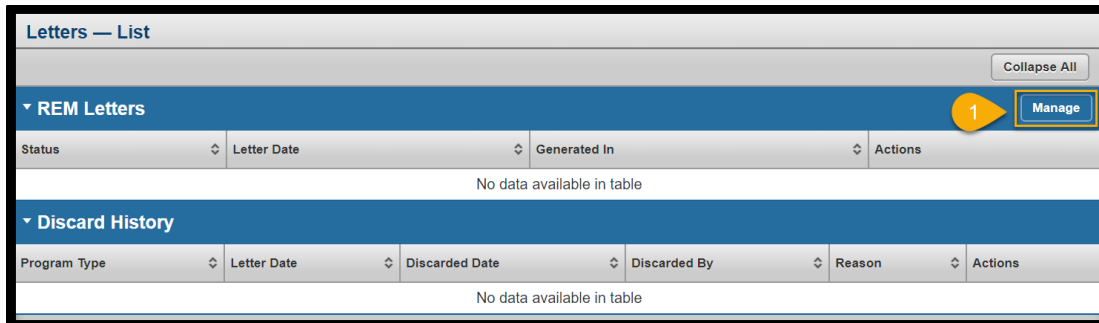 Letters — List
Collapse All
REM Letters
1
Manage
Status Letter Date Generated In Actions
No data available in table
Discard History
Program Type Letter Date Discarded Date Discarded By Reason Actions
No data available in table